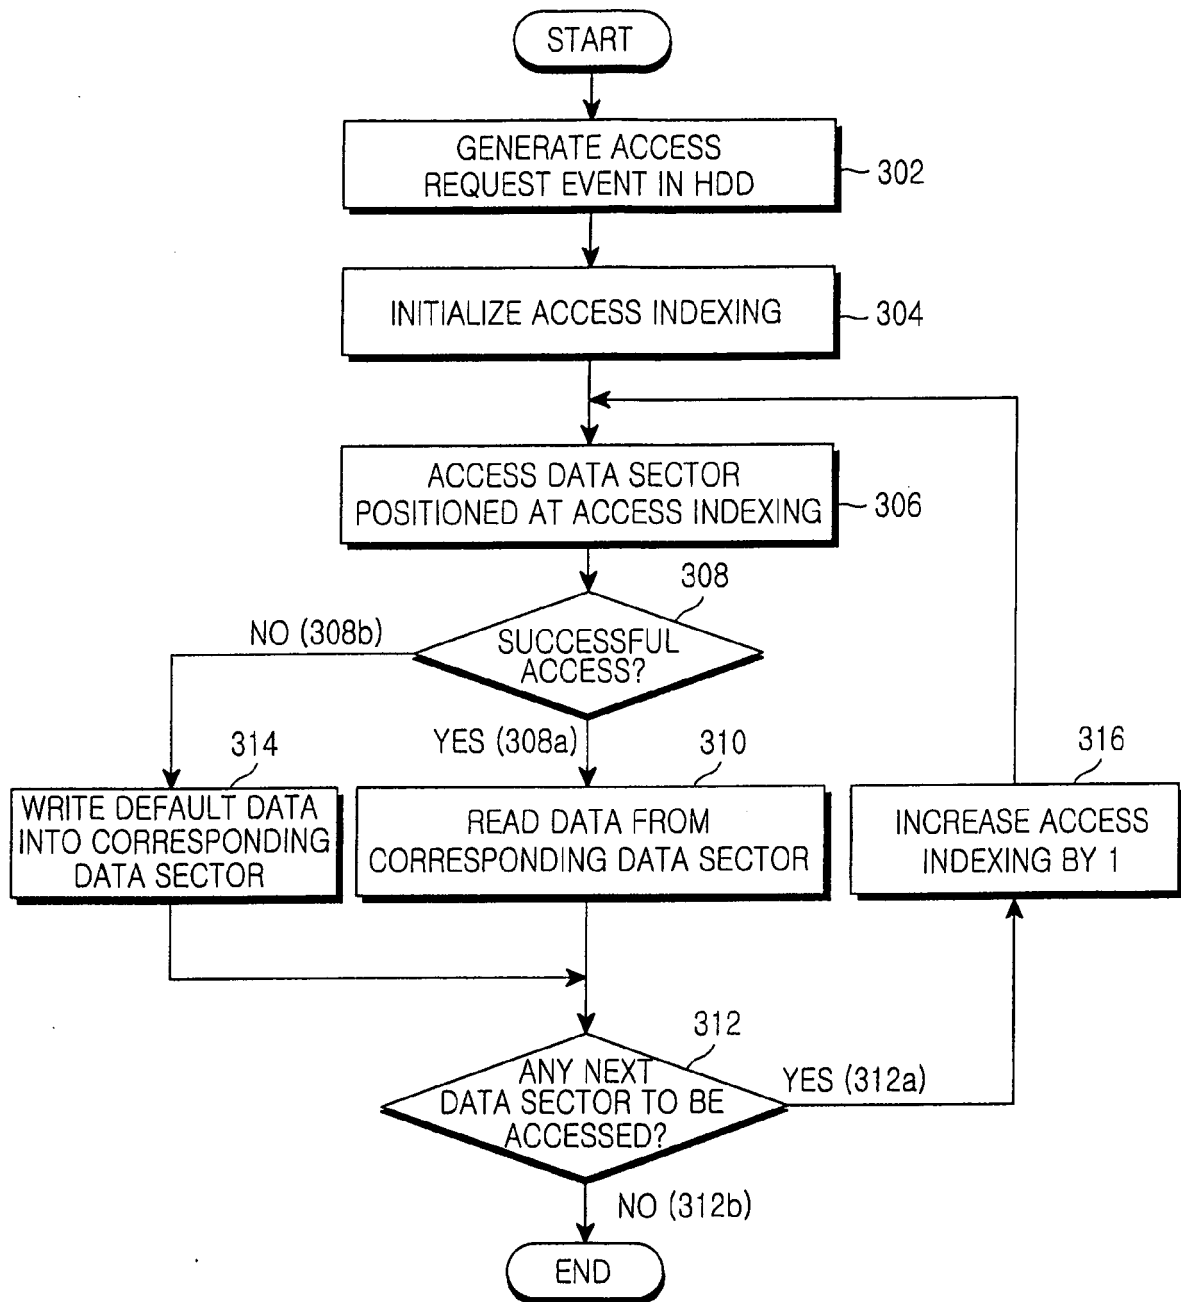 START
GENERATE ACCESS
REQUEST EVENT IN HDD
302
INITIALIZE ACCESS INDEXING
304
ACCESS DATA SECTOR
POSITIONED AT ACCESS INDEXING
306
308
NO (308b)
SUCCESSFUL
ACCESS?
YES (308a)
314
310
316
WRITE DEFAULT DATA
INTO CORRESPONDING
DATA SECTOR
READ DATA FROM
CORRESPONDING DATA SECTOR
INCREASE ACCESS
INDEXING BY 1
312
ANY NEXT
DATA SECTOR TO BE
ACCESSED?
YES (312a)
NO (312b)
END